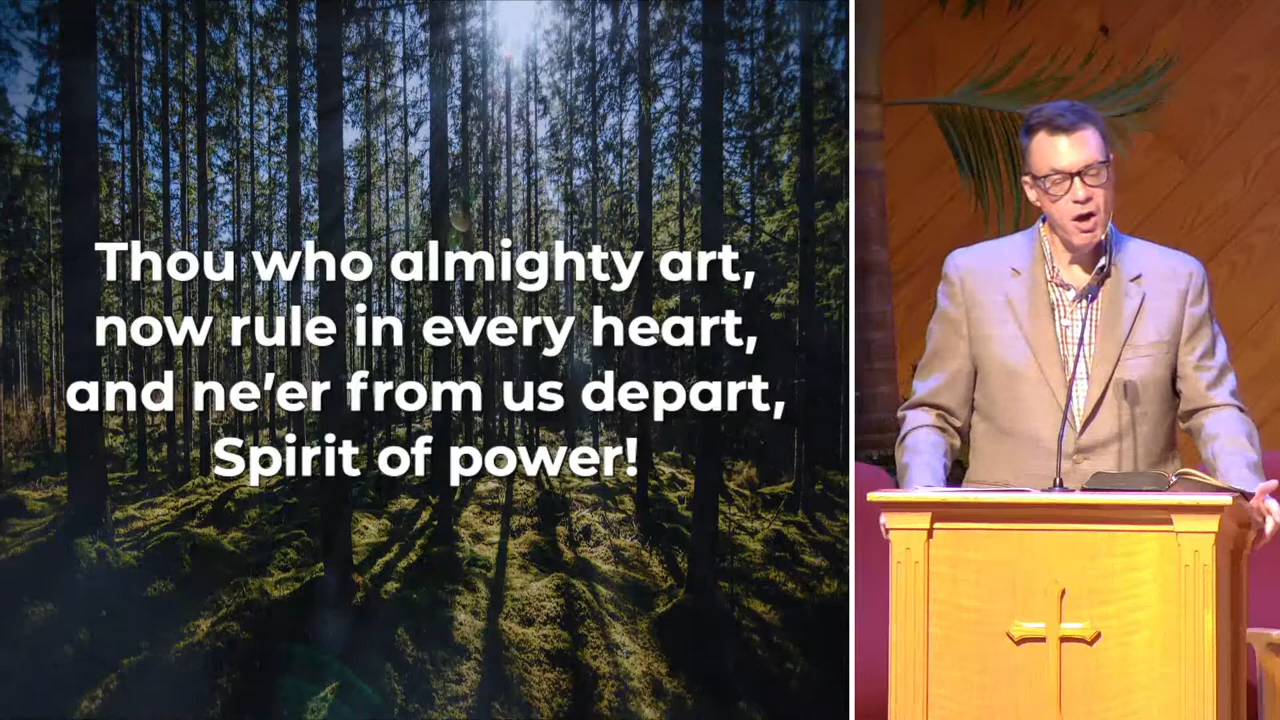 Thou who almighty art,
now rule in every heart,
and ne'er from us depart,
Spirit of power!